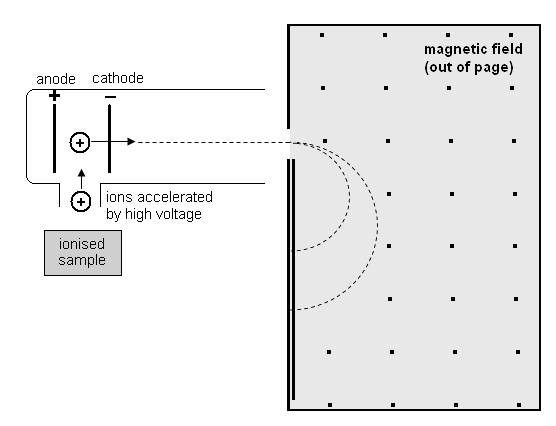 magnetic field
(out of page)
anode
cathode
+
–
+
+
ions accelerated
by high voltage
ionised
sample